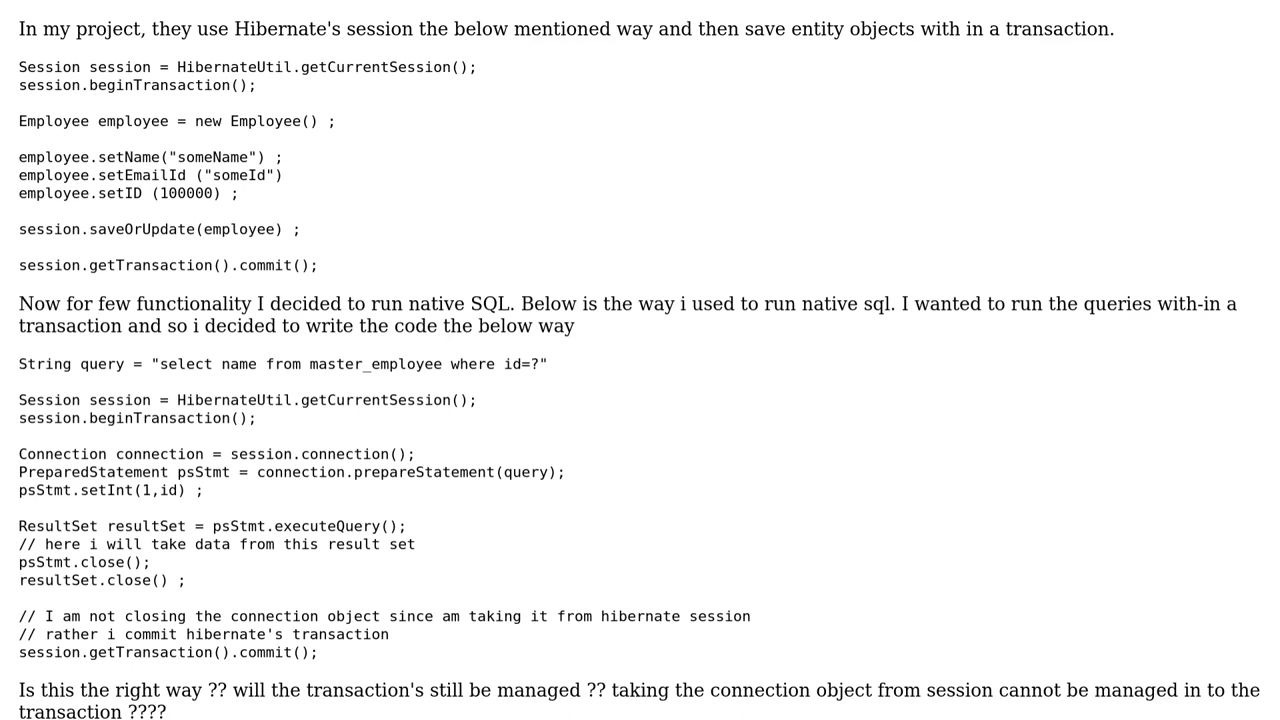 In my project, they use Hibernate's session the below mentioned way and then save entity objects with in a transaction.
Session session = HibernateUtil.getCurrentSession();
session.beginTransaction();
Employee employee = new Employee() ;
employee.setName("someName") ;
employee.setEmailId ("someId")
employee.setID (100000) ;
session.saveOrUpdate(employee) ;
session.getTransaction().commit();
Now for few functionality I decided to run native SQL. Below is the way i used to run native sql. I wanted to run the queries with-in a
transaction and so i decided to write the code the below way
String query = "select name from master_employee where id=?"
Session session = HibernateUtil.getCurrentSession();
session.beginTransaction();
Connection connection = session.connection();
PreparedStatement psStmt = connection.prepareStatement(query);
psStmt.setInt(1,id) ;
ResultSet resultSet = psStmt.executeQuery();
// here i will take data from this result set
psStmt.close();
resultSet.close() ;
// I am not closing the connection object since am taking it from hibernate session
// rather i commit hibernate's transaction
session.getTransaction().commit();
Is this the right way ?? will the transaction's still be managed ?? taking the connection object from session cannot be managed in to the
transaction ????